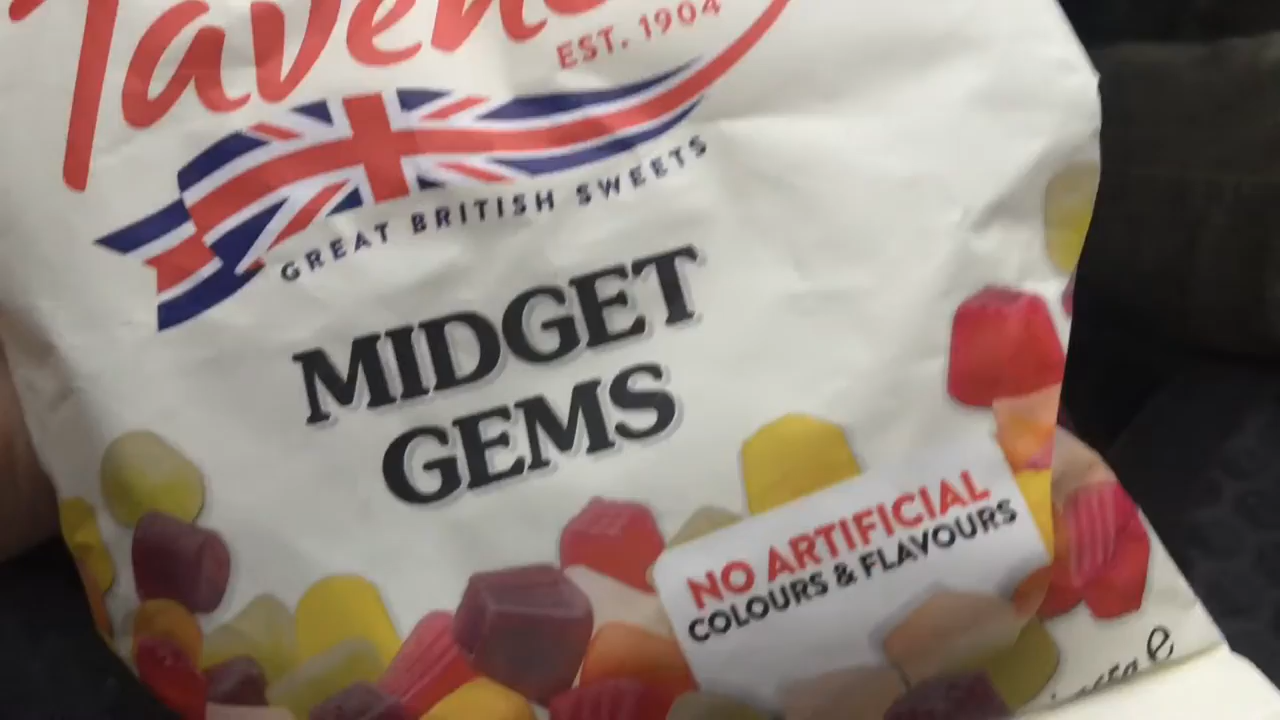 EST. 1904
GREAT BRITISH SWEETS
MIDGET
GEMS
NO ARTIFICIAL
COLOURS & FLAVOURS